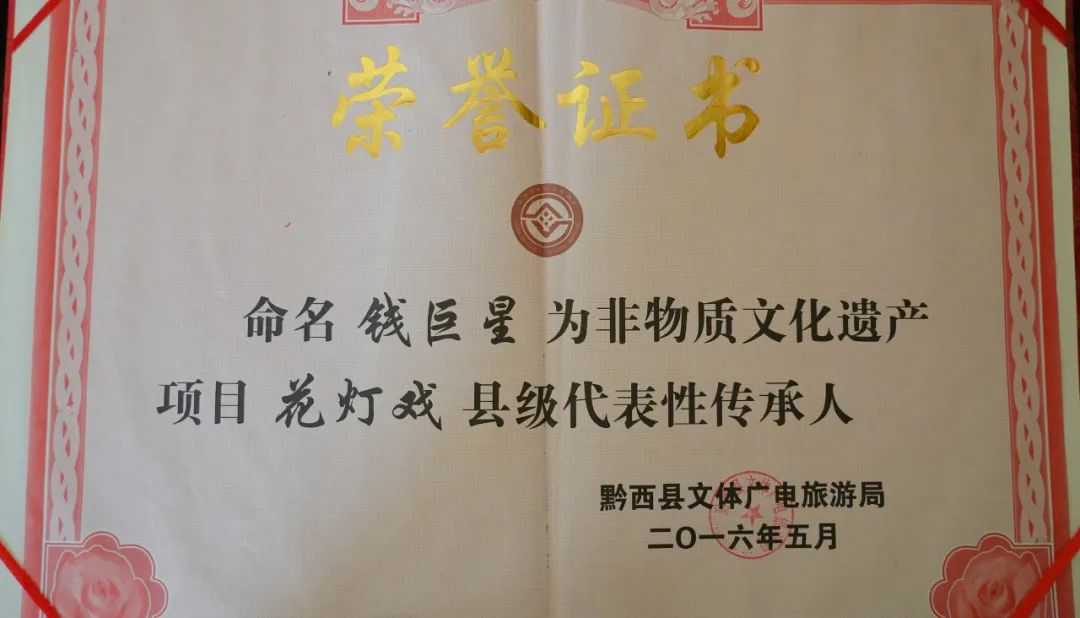 荣誉证书
命名 钱巨星 为非物质文化遗产
项目 花灯戏 县级代表性传承人
黔西县文体广电旅游局
二〇一六年五月